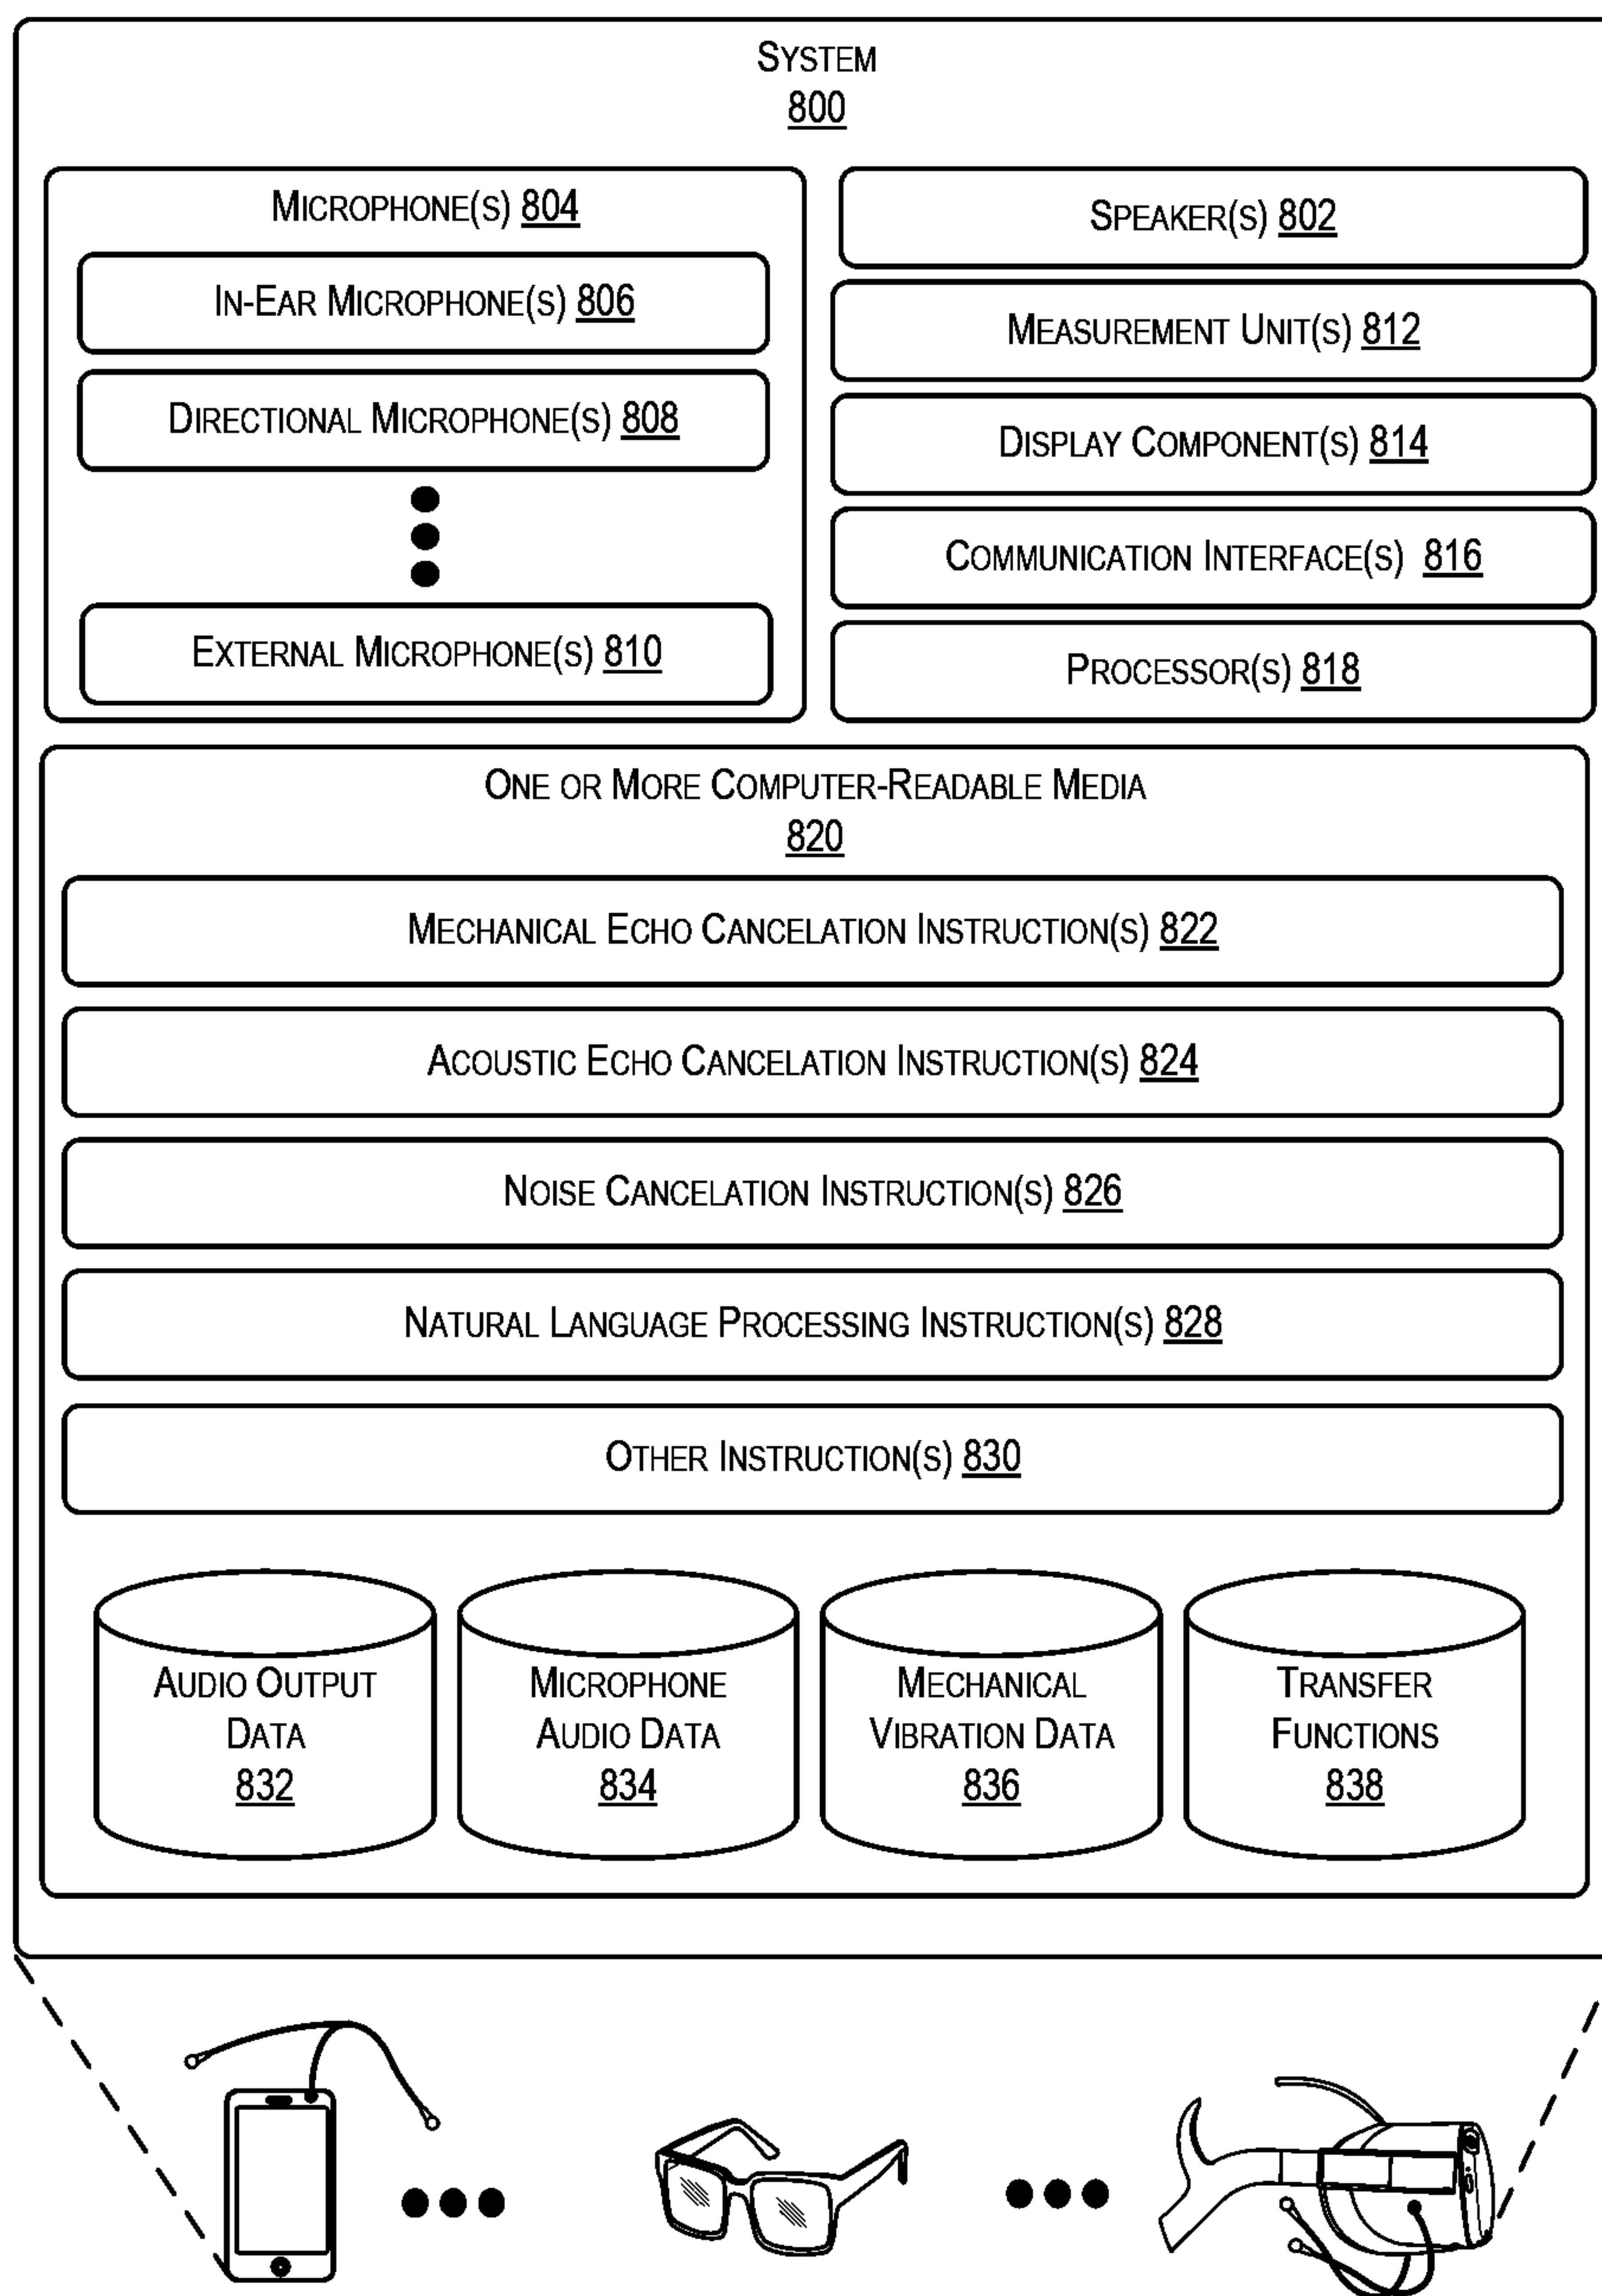 SYSTEM
800
MICROPHONE(S) 804
IN-EAR MICROPHONE(S) 806
DIRECTIONAL MICROPHONE(S) 808
EXTERNAL MICROPHONE(S) 810
SPEAKER(S) 802
MEASUREMENT UNIT(S) 812
DISPLAY COMPONENT(S) 814
COMMUNICATION INTERFACE(S) 816
PROCESSOR(S) 818
ONE OR MORE COMPUTER-READABLE MEDIA
820
MECHANICAL ECHO CANCELATION INSTRUCTION(S) 822
ACOUSTIC ECHO CANCELATION INSTRUCTION(S) 824
NOISE CANCELATION INSTRUCTION(S) 826
NATURAL LANGUAGE PROCESSING INSTRUCTION(S) 828
OTHER INSTRUCTION(S) 830
AUDIO OUTPUT
DATA
832
MICROPHONE
AUDIO DATA
834
MECHANICAL
VIBRATION DATA
836
TRANSFER
FUNCTIONS
838